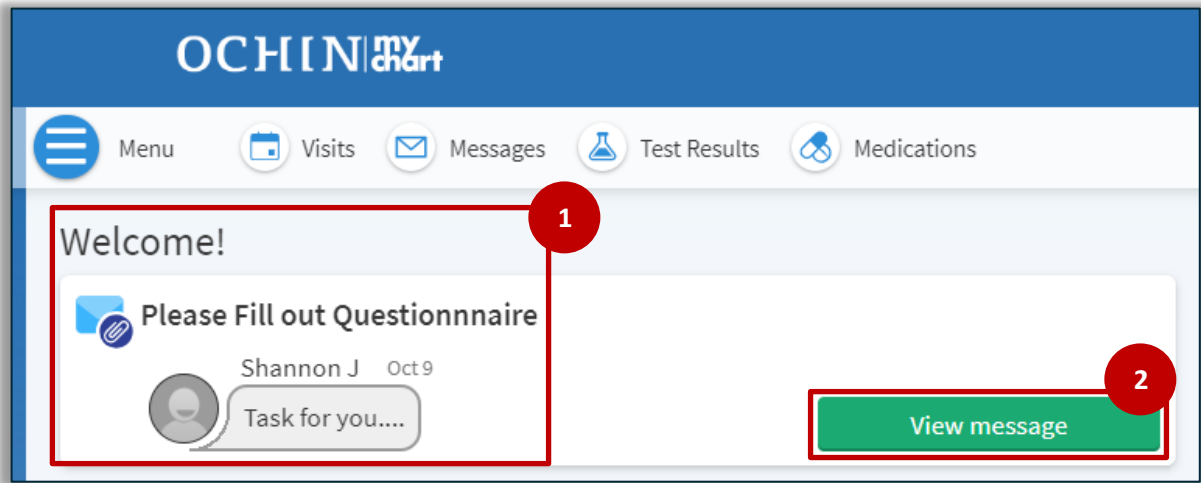 OCHIN my chart
Menu Visits Messages Test Results Medications
1
Welcome!
Please Fill out Questionnnaire
Shannon J Oct 9
2
Task for you....
View message